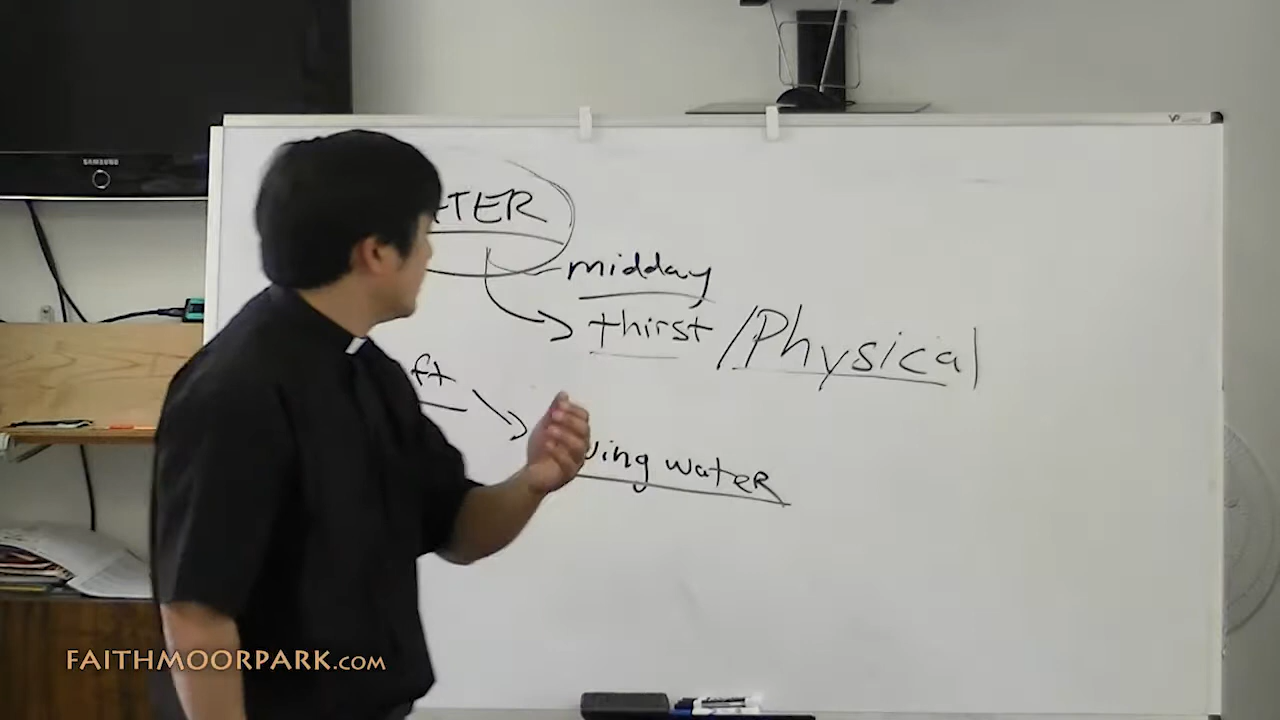 SAMSUNG
TER
midday
thirst /Physical
ft
ving water
FAITHMOORPARK.COM